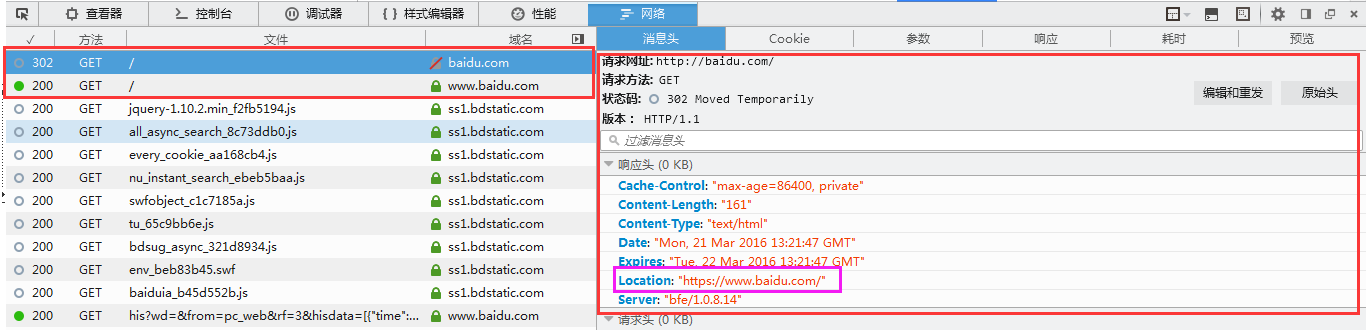 查看器 控制台 调试器 { } 样式编辑器 性能 网络
✓ 方法 文件 域名
302 GET / baidu.com
200 GET / www.baidu.com
200 GET jquery-1.10.2.min_f2fb5194.js ss1.bdstatic.com
200 GET all_async_search_8c73ddb0.js ss1.bdstatic.com
200 GET every_cookie_aa168cb4.js ss1.bdstatic.com
200 GET nu_instant_search_ebeb5baa.js ss1.bdstatic.com
200 GET swfobject_c1c7185a.js ss1.bdstatic.com
200 GET tu_65c9bb6e.js ss1.bdstatic.com
200 GET bdsug_async_321d8934.js ss1.bdstatic.com
200 GET env_beb83b45.swf ss1.bdstatic.com
200 GET baiduia_b45d552b.js ss1.bdstatic.com
200 GET his?wd=&from=pc_web&rf=3&hisdata=[{"time":... www.baidu.com
消息头 Cookie 参数 响应 耗时 预览
请求网址: http://baidu.com/
请求方法: GET
状态码: 302 Moved Temporarily
编辑和重发 原始头
版本: HTTP/1.1
过滤消息头
响应头 (0 KB)
Cache-Control: "max-age=86400, private"
Content-Length: "161"
Content-Type: "text/html"
Date: "Mon, 21 Mar 2016 13:21:47 GMT"
Expires: "Tue, 22 Mar 2016 13:21:47 GMT"
Location: "https://www.baidu.com/"
Server: "bfe/1.0.8.14"
请求头 (0 KB)